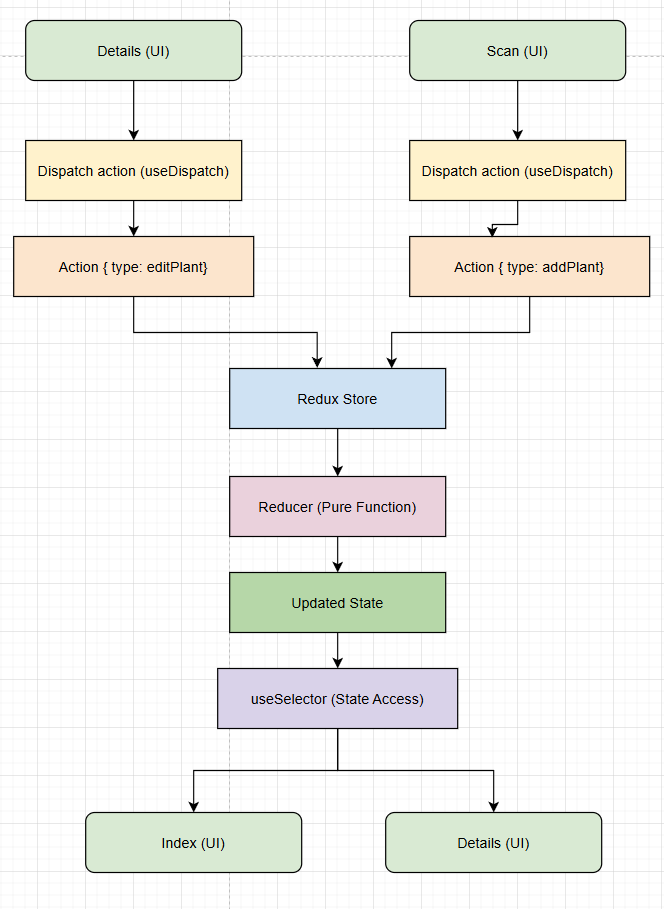 Details (UI)
Scan (UI)
Dispatch action (useDispatch)
Dispatch action (useDispatch)
Action { type: editPlant}
Action { type: addPlant}
Redux Store
Reducer (Pure Function)
Updated State
useSelector (State Access)
Index (UI)
Details (UI)